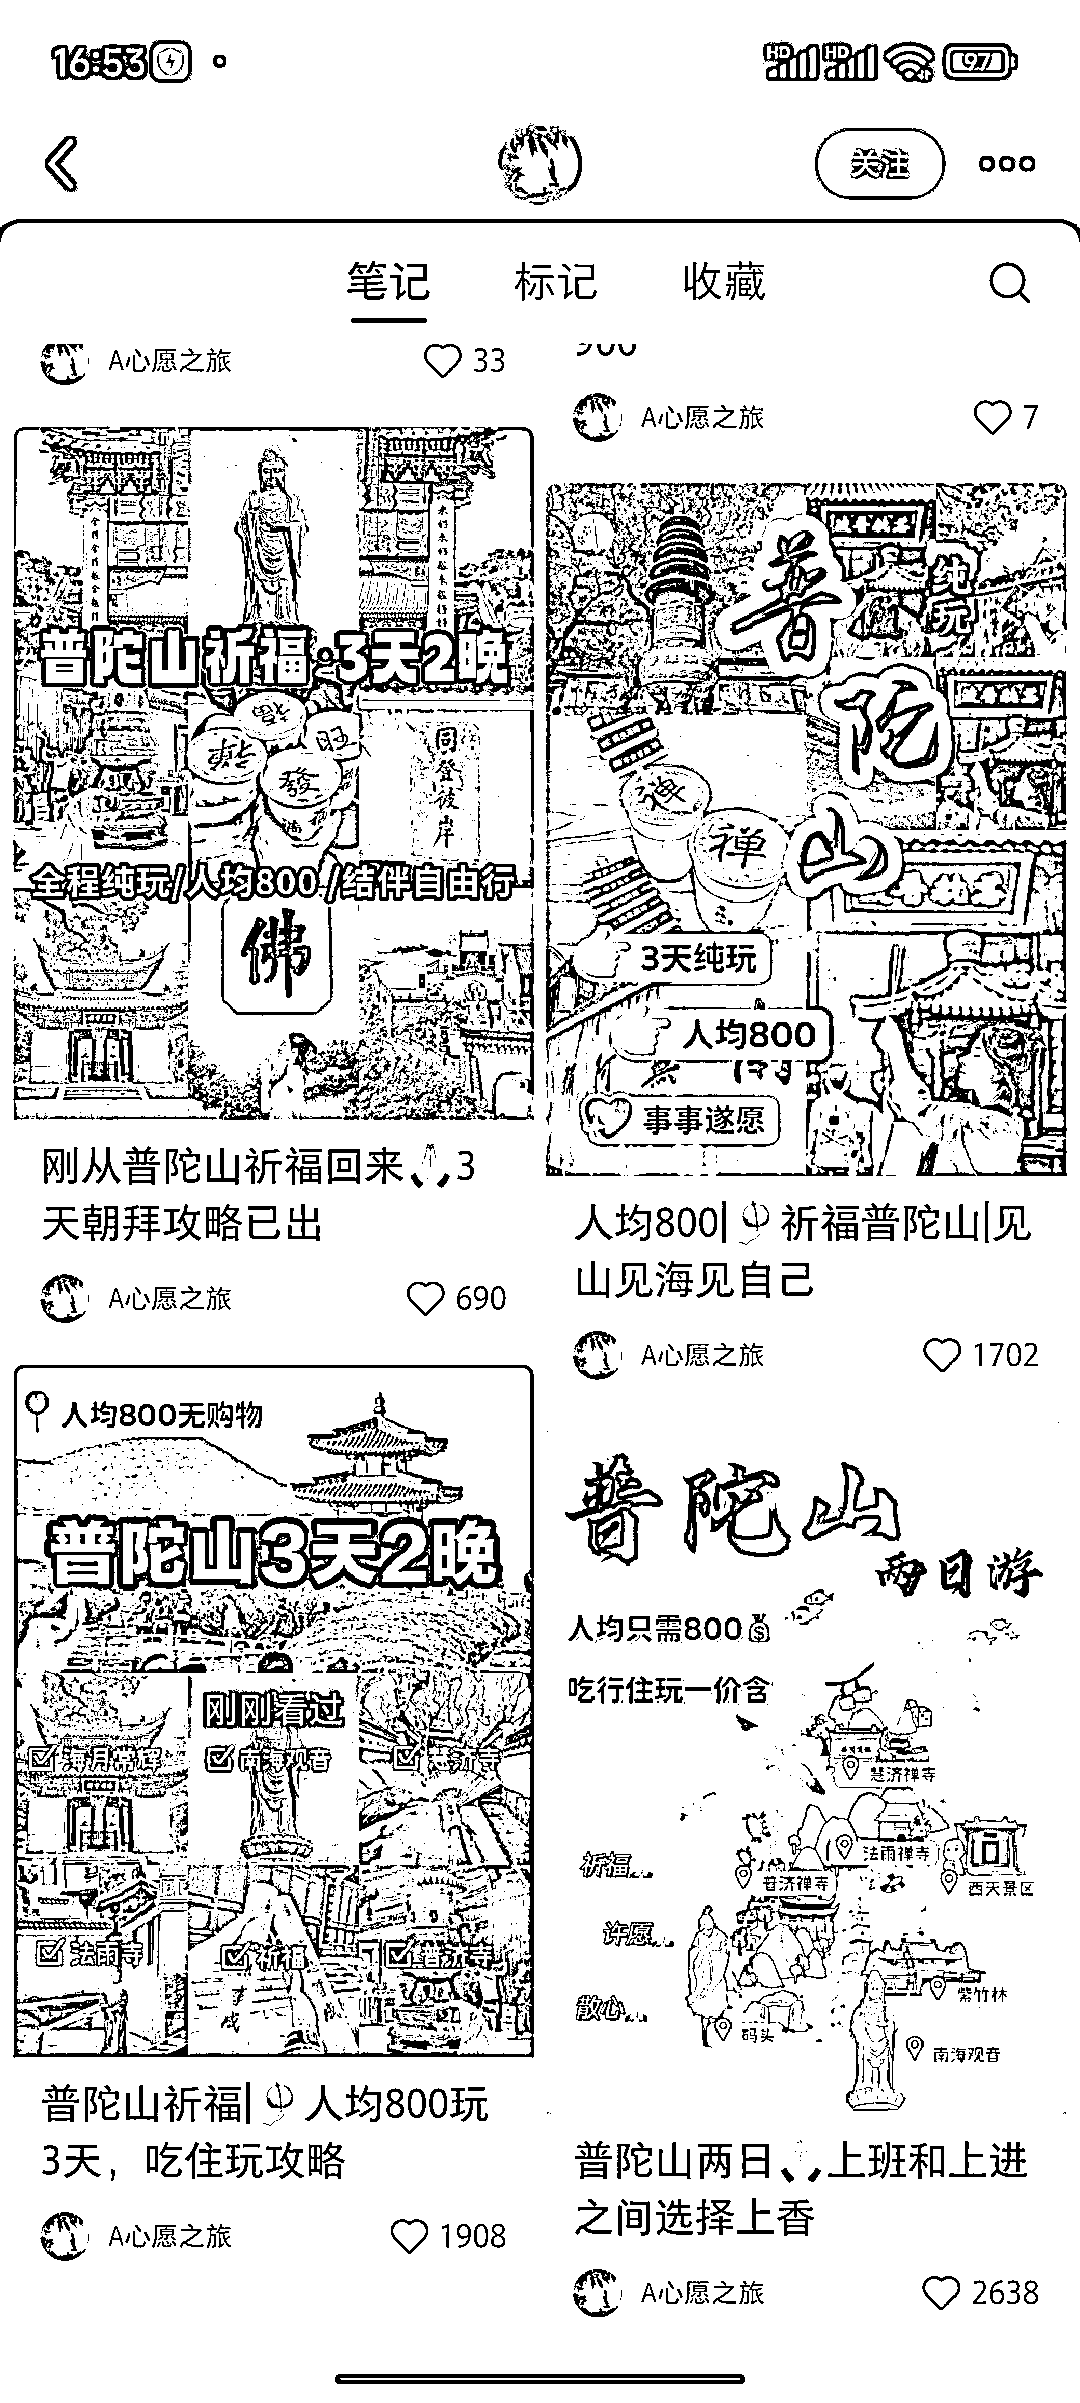 16:53
HD HD 97
关注
笔记 标记 收藏
A心愿之旅 33
A心愿之旅 7
普陀山祈福·3天2晚
旺
發
同登彼岸
全程纯玩/人均800/结伴自由行
佛
刚从普陀山祈福回来3
天朝拜攻略已出
A心愿之旅 690
普陀山
纯玩
禅
禅
3天纯玩
人均800
事事遂愿
人均800|祈福普陀山|见
山见海见自己
A心愿之旅 1702
人均800无购物
普陀山3天2晚
刚刚看过
海月常辉 南海观音 慧济寺
法雨寺 祈福 普济寺
普陀山祈福|人均800玩
3天，吃住玩攻略
A心愿之旅 1908
普陀山
两日游
人均只需800
吃行住玩一价含
慧济禅寺
法雨禅寺
祈福...
普济禅寺
西天景区
许愿...
紫竹林
散心...
码头
南海观音
普陀山两日上班和上进
之间选择上香
A心愿之旅 2638